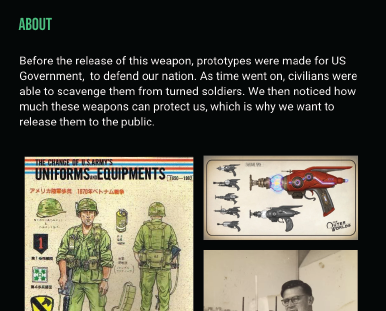 ABOUT
Before the release of this weapon, prototypes were made for US
Government,  to defend our nation. As time went on, civilians were
able to scavenge them from turned soldiers. We then noticed how
much these weapons can protect us, which is why we want to
release them to the public.
THE CHANGE OF U.S. ARMY'S
UNIFORMS AND EQUIPMENTS
アメリカ陸軍歩兵 1970年ベトナム戦争
1
THE OUTER WORLDS